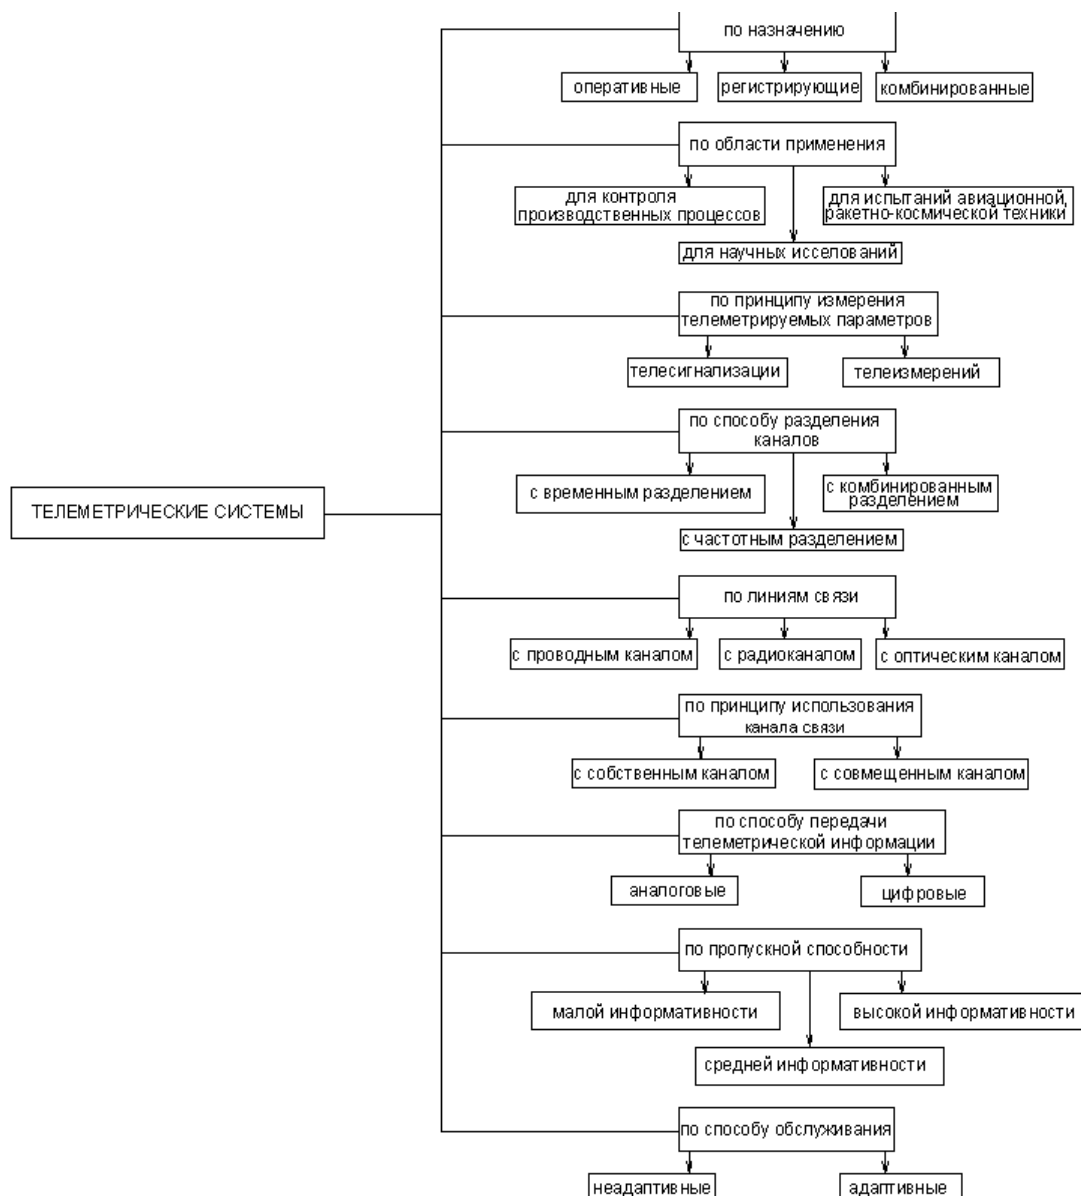 по назначению
оперативные
регистрирующие
комбинированные
по области применения
для контроля
производственных процессов
для испытаний авиационной,
ракетно-космической техники
для научных исселований
по принципу измерения
телеметрируемых параметров
телесигнализации
телеизмерений
по способу разделения
каналов
с временным разделением
с комбинированным
разделением
с частотным разделением
ТЕЛЕМЕТРИЧЕСКИЕ СИСТЕМЫ
по линиям связи
с проводным каналом
с радиоканалом
с оптическим каналом
по принципу использования
канала связи
с собственным каналом
с совмещенным каналом
по способу передачи
телеметрической информации
аналоговые
цифровые
по пропускной способности
малой информативности
высокой информативности
средней информативности
по способу обслуживания
неадаптивные
адаптивные